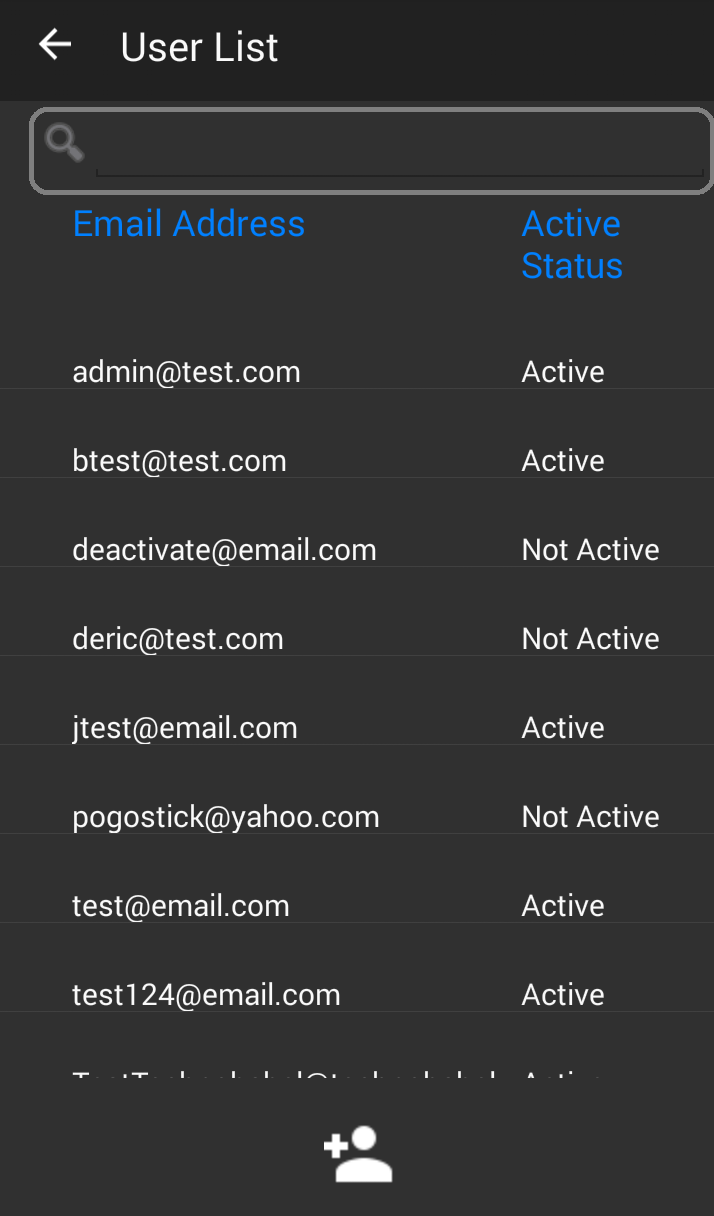 User List
Email Address Active
Status
admin@test.com Active
btest@test.com Active
deactivate@email.com Not Active
deric@test.com Not Active
jtest@email.com Active
pogostick@yahoo.com Not Active
test@email.com Active
test124@email.com Active
Active